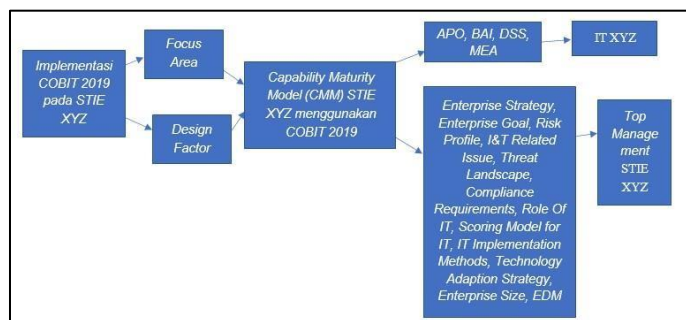 Implementasi
COBIT 2019
pada STIE
XYZ
Focus
Area
Design
Factor
Capability Maturity
Model (CMM) STIE
XYZ menggunakan
COBIT 2019
APO, BAI, DSS,
MEA
IT XYZ
Enterprise Strategy,
Enterprise Goal, Risk
Profile, I&T Related
Issue, Threat
Landscape,
Compliance
Requirements, Role Of
IT, Scoring Model for
IT, IT Implementation
Methods, Technology
Adaption Strategy,
Enterprise Size, EDM
Top
Manage
ment
STIE
XYZ